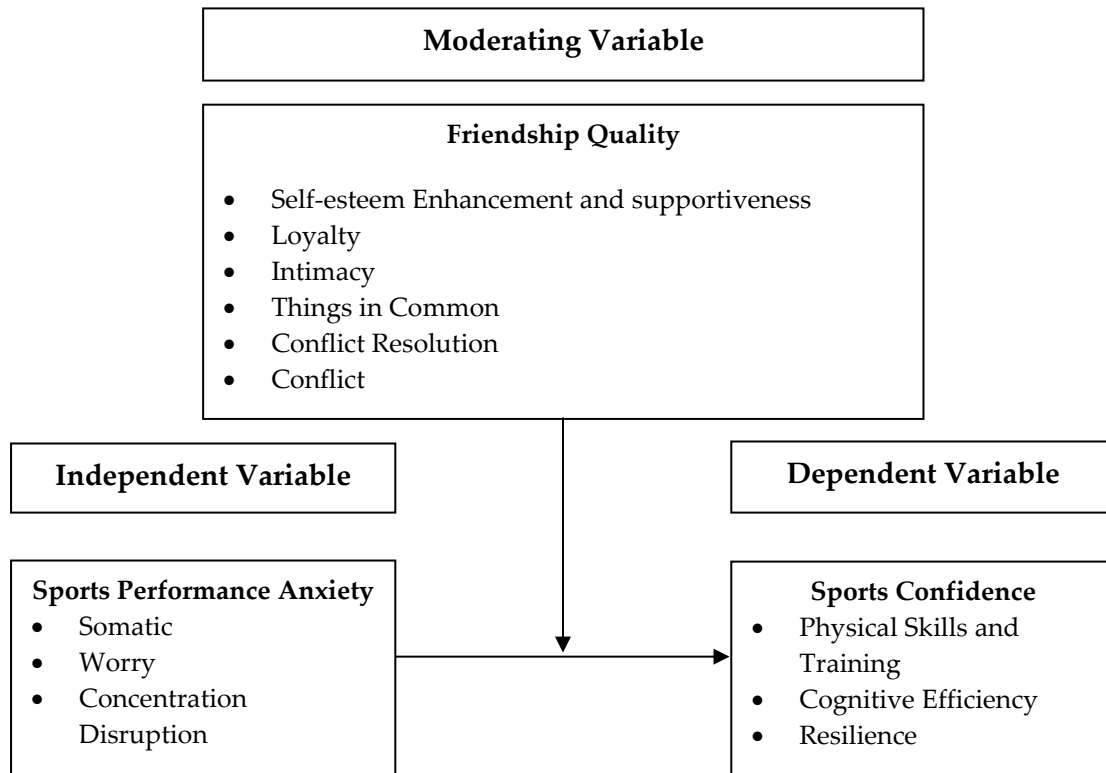 Moderating Variable
Friendship Quality
• Self-esteem Enhancement and supportiveness
• Loyalty
• Intimacy
• Things in Common
• Conflict Resolution
• Conflict
Independent Variable
Dependent Variable
Sports Performance Anxiety
• Somatic
• Worry
• Concentration
Disruption
Sports Confidence
• Physical Skills and
Training
• Cognitive Efficiency
• Resilience